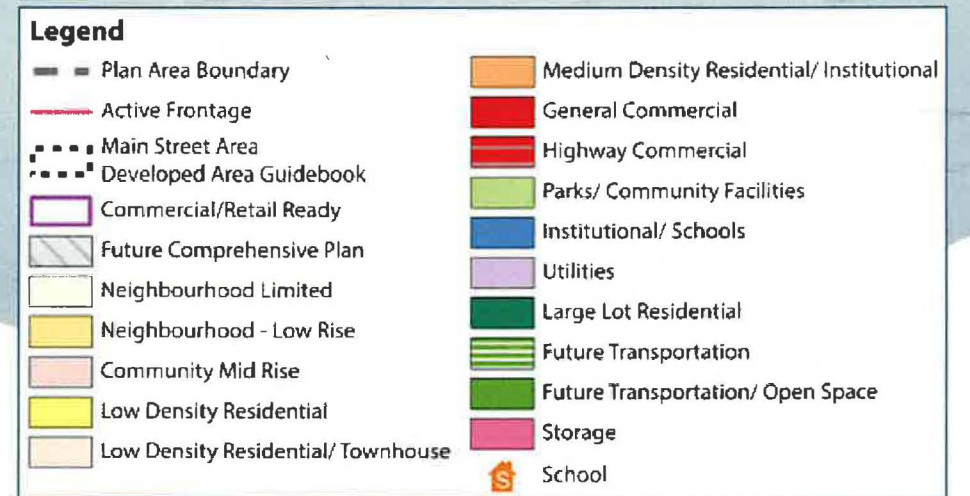 Legend
Plan Area Boundary
Active Frontage
Main Street Area
Developed Area Guidebook
Commercial/Retail Ready
Future Comprehensive Plan
Neighbourhood Limited
Neighbourhood - Low Rise
Community Mid Rise
Low Density Residential
Low Density Residential/ Townhouse
Medium Density Residential/ Institutional
General Commercial
Highway Commercial
Parks/ Community Facilities
Institutional/ Schools
Utilities
Large Lot Residential
Future Transportation
Future Transportation/ Open Space
Storage
S School